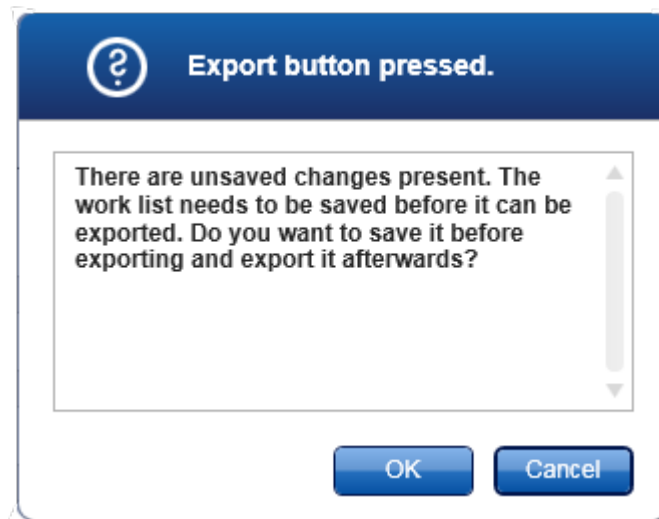 Export button pressed.
There are unsaved changes present. The
work list needs to be saved before it can be
exported. Do you want to save it before
exporting and export it afterwards?
OK
Cancel